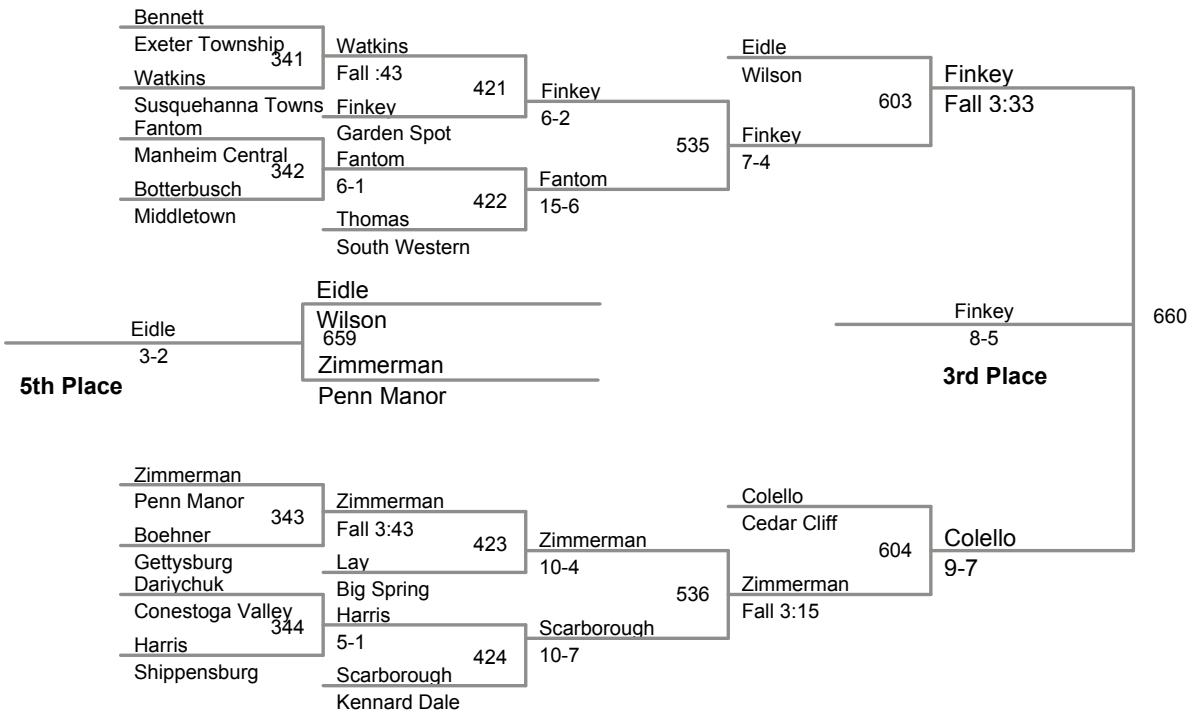 Bennett
Exeter Township
341
Watkins
Susquehanna Towns
Fantom
Manheim Central
342
Botterbusch
Middletown
Watkins
Fall :43
421
Finkey
Garden Spot
Fantom
6-1
422
Thomas
South Western
Finkey
6-2
535
Fantom
15-6
Eidle
Wilson
603
Finkey
7-4
Finkey
Fall 3:33
Eidle
Wilson
659
Zimmerman
Penn Manor
Eidle
3-2
5th Place
Finkey
8-5
660
3rd Place
Zimmerman
Penn Manor
343
Boehner
Gettysburg
Dariychuk
Conestoga Valley
344
Harris
Shippensburg
Zimmerman
Fall 3:43
423
Lay
Big Spring
Harris
5-1
424
Scarborough
Kennard Dale
Zimmerman
10-4
536
Scarborough
10-7
Colello
Cedar Cliff
604
Zimmerman
Fall 3:15
Colello
9-7